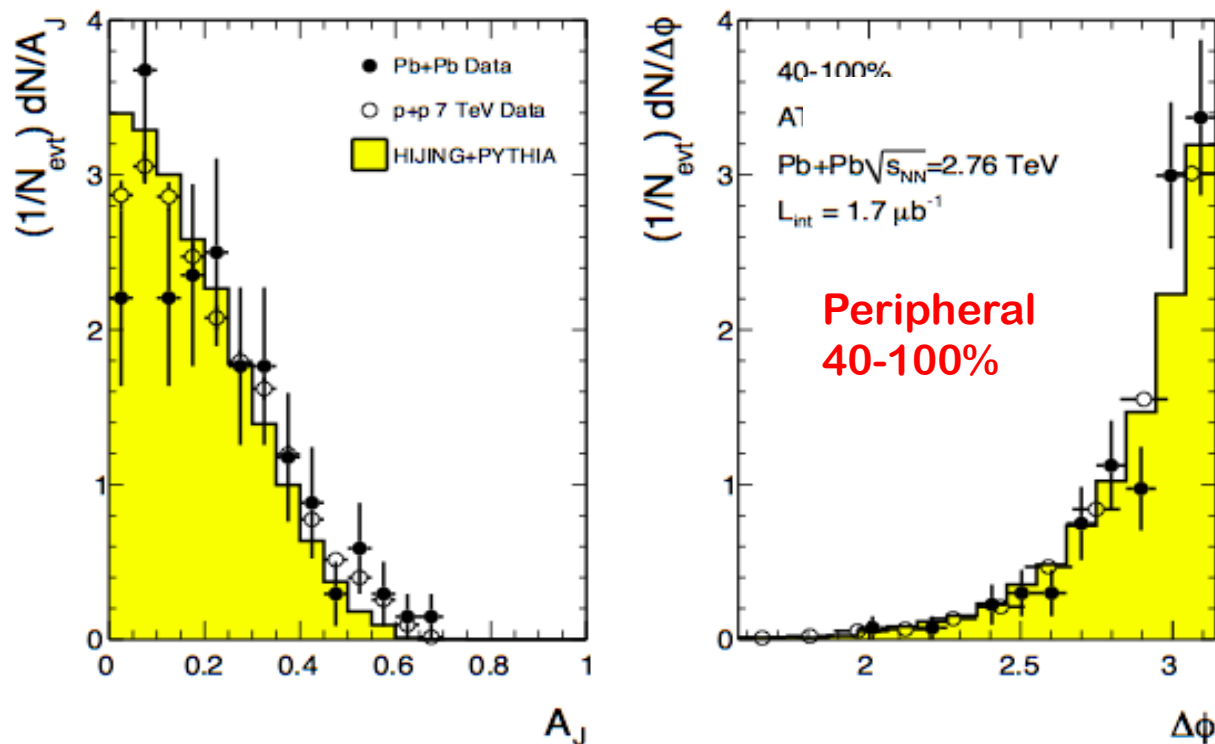 (1/N_evt) dN/A_J
4
3
2
1
0
0 0.2 0.4 0.6 0.8 1
A_J
Pb+Pb Data
p+p 7 TeV Data
HIJING+PYTHIA
(1/N_evt) dN/Δϕ
4
3
2
1
0
2 2.5 3
Δϕ
40-100%
Pb+Pb √s_NN=2.76 TeV
L_int = 1.7 μb^-1
Peripheral
40-100%